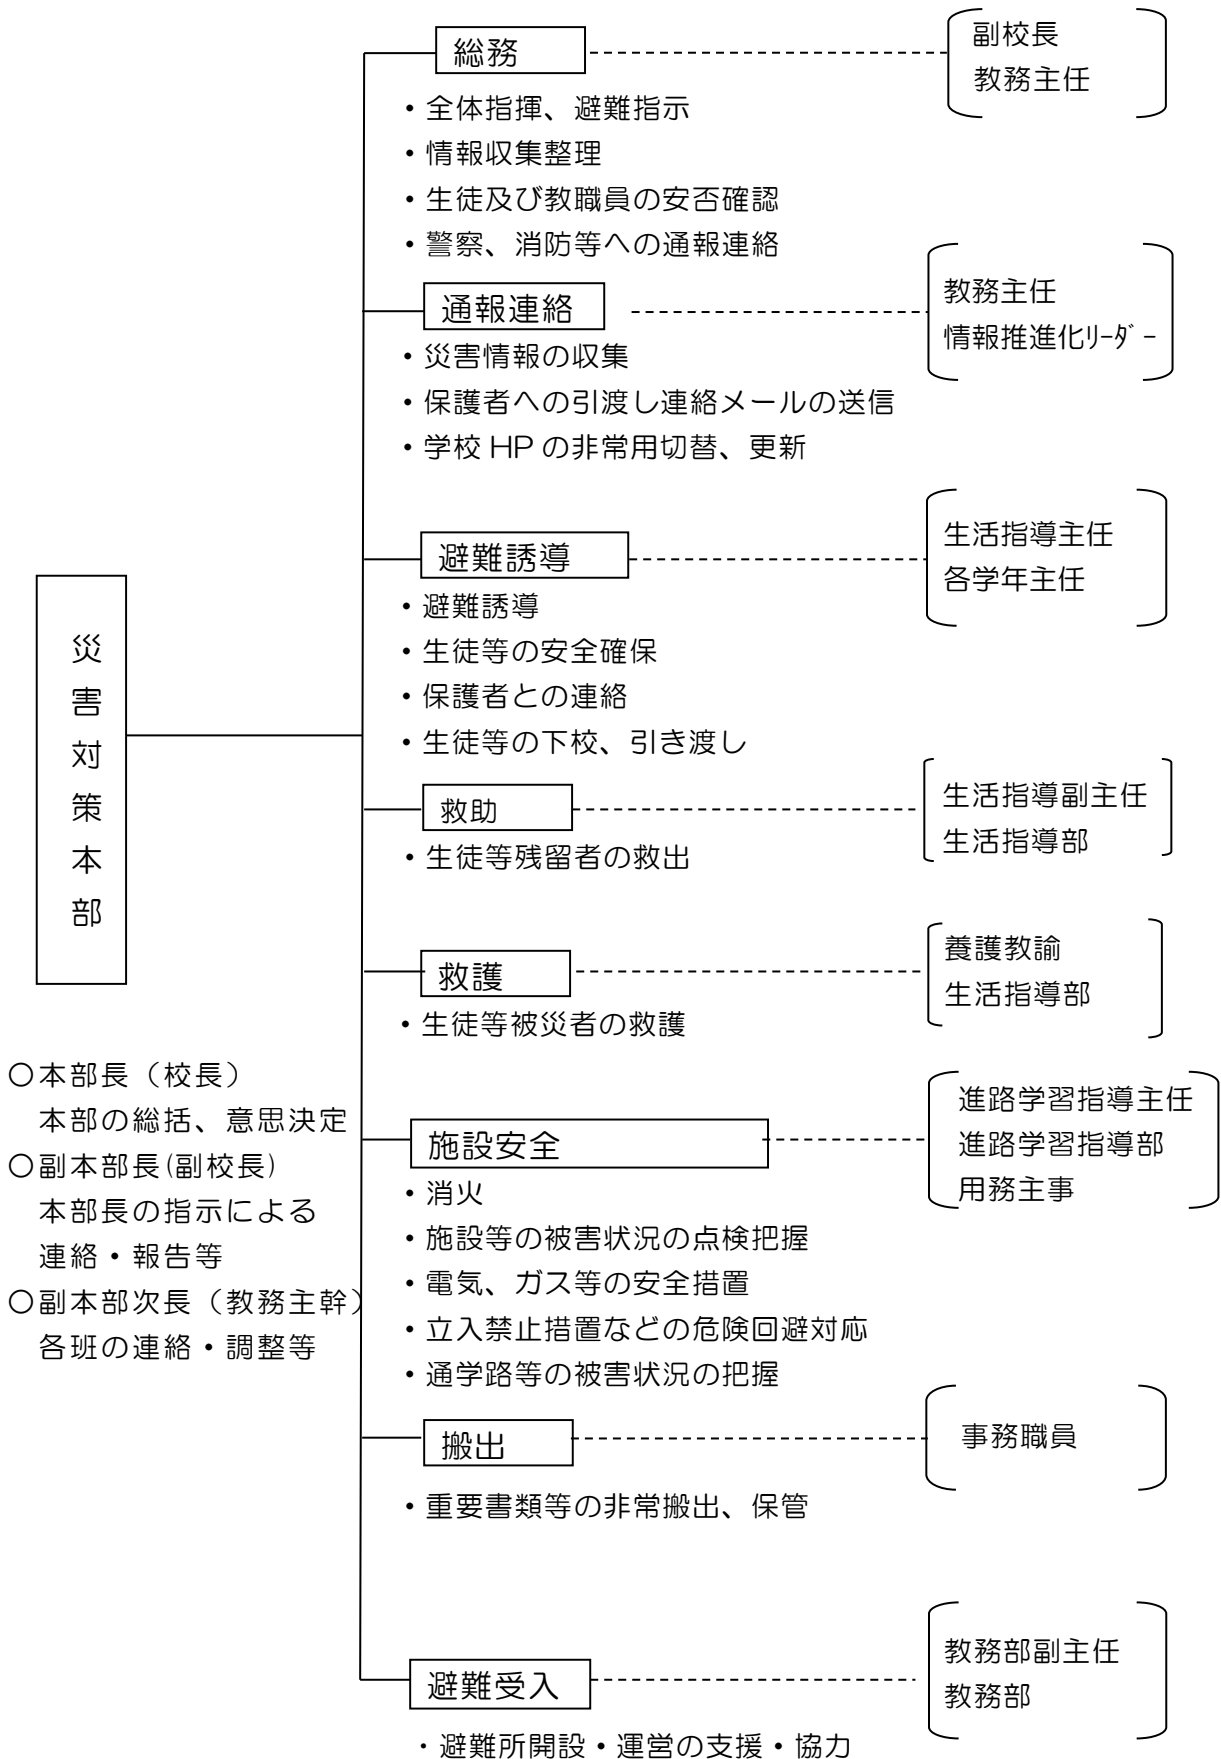 総務
副校長
教務主任
・全体指揮、避難指示
・情報収集整理
・生徒及び教職員の安否確認
・警察、消防等への通報連絡
通報連絡
教務主任
情報推進化ﾘｰﾀﾞｰ
・災害情報の収集
・保護者への引渡し連絡メールの送信
・学校 HP の非常用切替、更新
避難誘導
生活指導主任
各学年主任
・避難誘導
・生徒等の安全確保
・保護者との連絡
・生徒等の下校、引き渡し
災害対策本部
救助
生活指導副主任
生活指導部
・生徒等残留者の救出
救護
養護教諭
生活指導部
・生徒等被災者の救護
〇本部長（校長）
本部の総括、意思決定
〇副本部長(副校長)
本部長の指示による
連絡・報告等
〇副本部次長（教務主幹）
各班の連絡・調整等
施設安全
進路学習指導主任
進路学習指導部
用務主事
・消火
・施設等の被害状況の点検把握
・電気、ガス等の安全措置
・立入禁止措置などの危険回避対応
・通学路等の被害状況の把握
搬出
事務職員
・重要書類等の非常搬出、保管
避難受入
教務部副主任
教務部
・避難所開設・運営の支援・協力